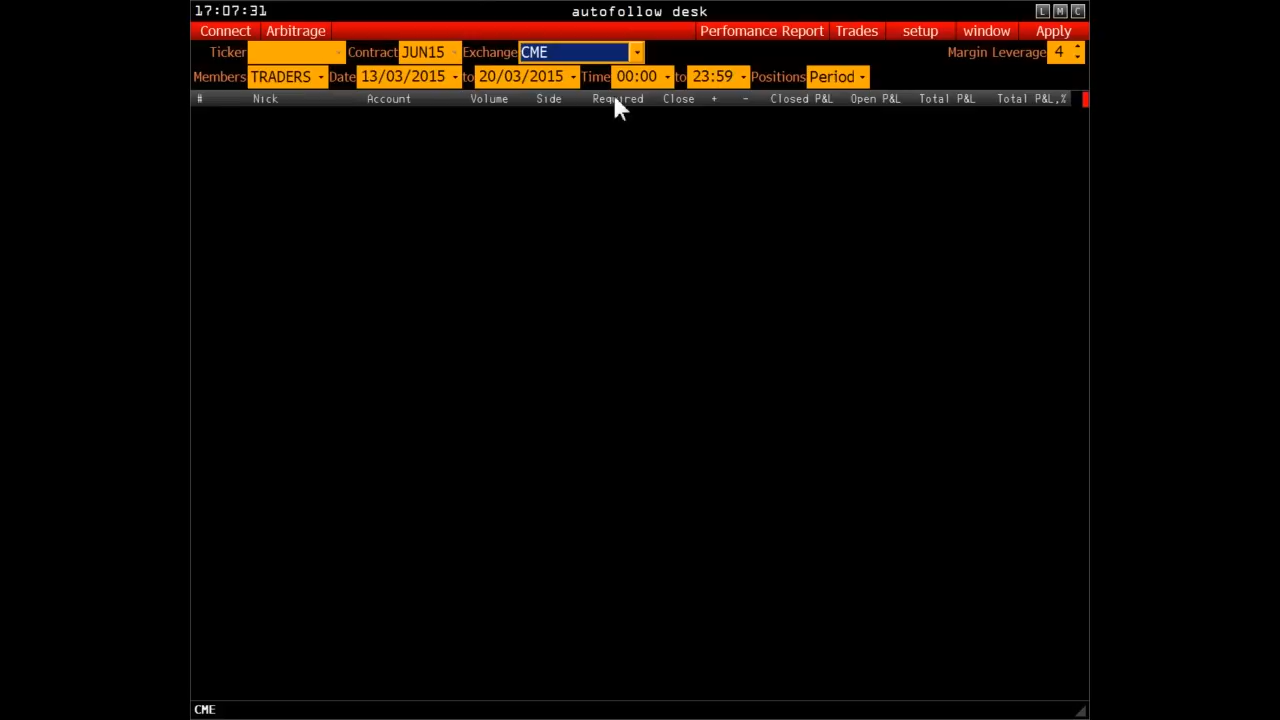 17:07:31 autofollow desk L M C
Connect Arbitrage Perfomance Report Trades setup window Apply
Ticker Contract JUN15 Exchange CME Margin Leverage 4
Members TRADERS Date 13/03/2015 to 20/03/2015 Time 00:00 to 23:59 Positions Period
# Nick Account Volume Side Required Close + - Closed P&L Open P&L Total P&L Total P&L,%
CME